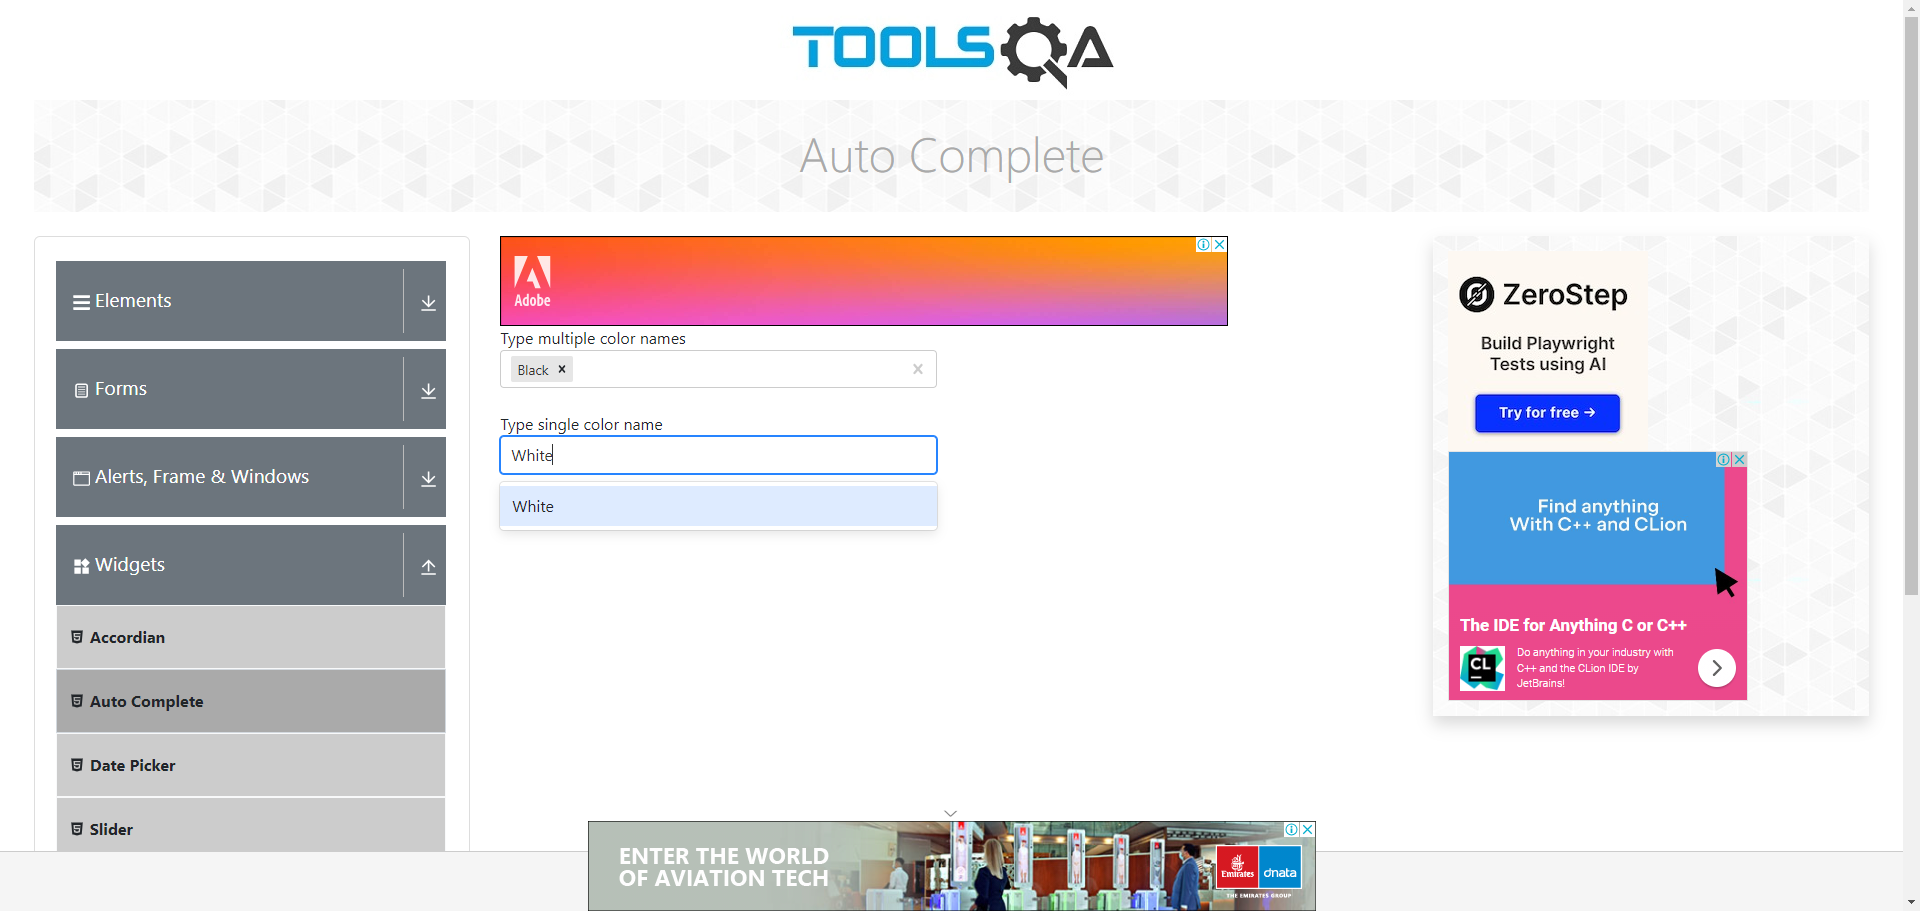 TOOLSQA
Auto Complete
Elements
Forms
Alerts, Frame & Windows
Widgets
Accordian
Auto Complete
Date Picker
Slider
Adobe
Type multiple color names
Black
Type single color name
White
White
ZeroStep
Build Playwright
Tests using AI
Try for free →
Find anything
With C++ and CLion
The IDE for Anything C or C++
CL
Do anything in your industry with
C++ and the CLion IDE by
JetBrains!
ENTER THE WORLD
OF AVIATION TECH
Emirates
dnata
THE EMIRATES GROUP